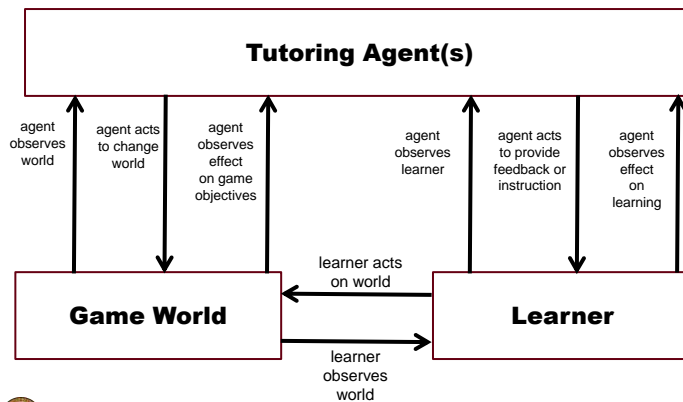 Tutoring Agent(s)
agent
observes
world
agent acts
to change
world
agent
observes
effect
on game
objectives
agent
observes
learner
agent acts
to provide
feedback or
instruction
agent
observes
effect
on
learning
learner acts
on world
Game World
Learner
learner
observes
world